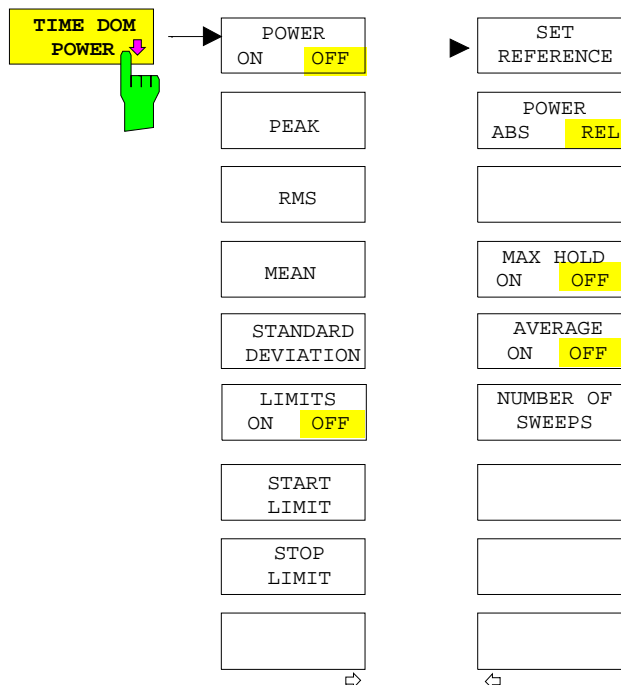 TIME DOM
POWER
POWER
ON OFF
PEAK
RMS
MEAN
STANDARD
DEVIATION
LIMITS
ON OFF
START
LIMIT
STOP
LIMIT
SET
REFERENCE
POWER
ABS REL
MAX HOLD
ON OFF
AVERAGE
ON OFF
NUMBER OF
SWEEPS